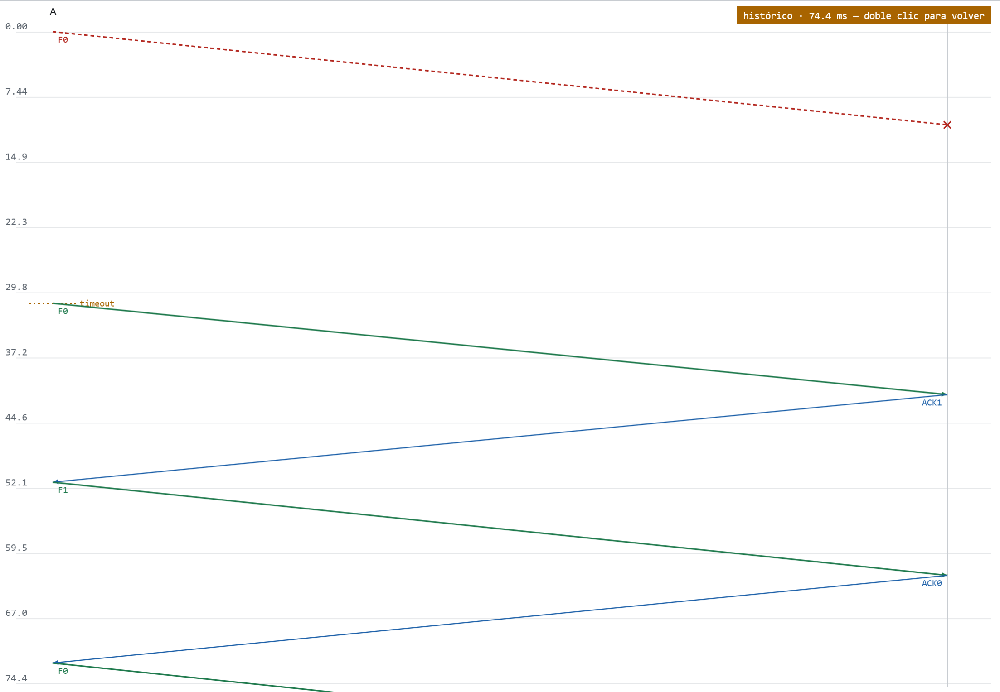 A
histórico · 74.4 ms — doble clic para volver
0.00
F0
7.44
14.9
22.3
29.8
timeout
F0
37.2
ACK1
44.6
52.1
F1
59.5
ACK0
67.0
F0
74.4